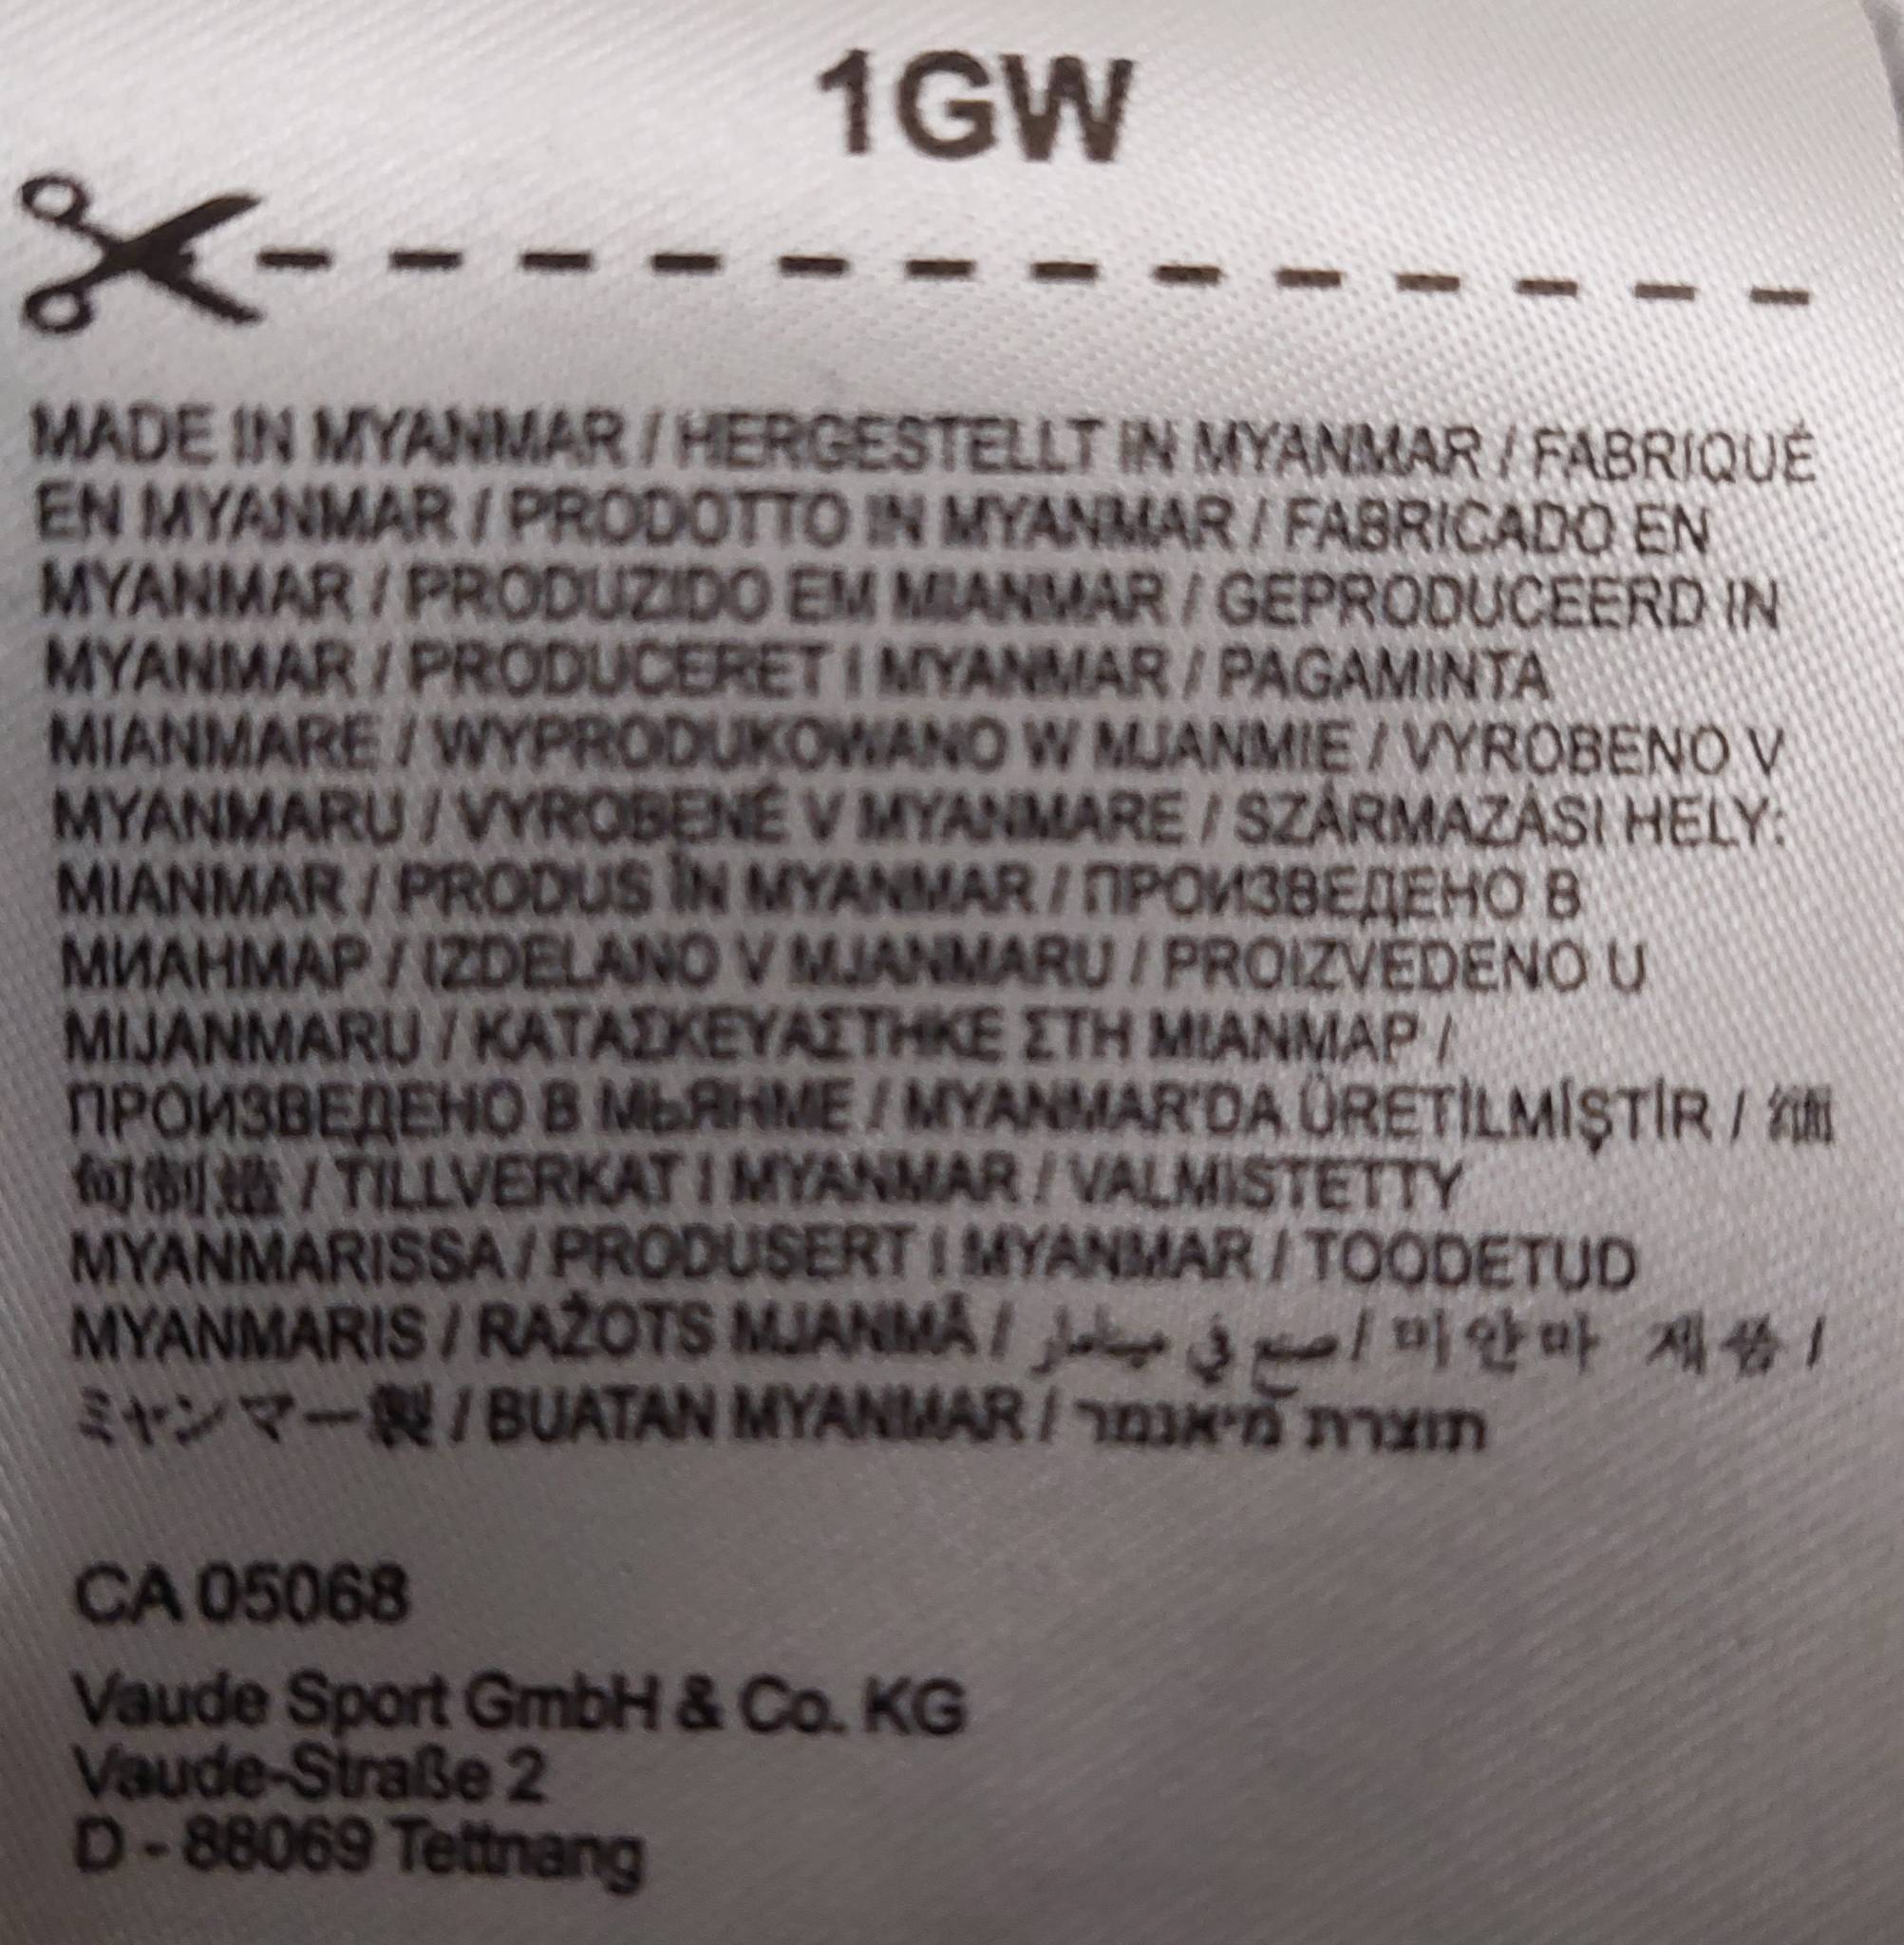 1GW
MADE IN MYANMAR / HERGESTELLT IN MYANMAR / FABRIQUÉ
EN MYANMAR / PRODOTTO IN MYANMAR / FABRICADO EN
MYANMAR / PRODUZIDO EM MIANMAR / GEPRODUCEERD IN
MYANMAR / PRODUCERET I MYANMAR / PAGAMINTA
MIANMARE / WYPRODUKOWANO W MJANMIE / VYROBENO V
MYANMARU / VYROBENÉ V MYANMARE / SZÁRMAZÁSI HELY:
MIANMAR / PRODUS ÎN MYANMAR / ПРОИЗВЕДЕНО В
МИАНМАР / IZDELANO V MJANMARU / PROIZVEDENO U
MIJANMARU / ΚΑΤΑΣΚΕΥΑΣΤΗΚΕ ΣΤΗ ΜΙΑΝΜΑΡ /
ПРОИЗВЕДЕНО В МЬЯНМЕ / MYANMAR'DA ÜRETİLMİŞTİR / 缅
甸制造 / TILLVERKAT I MYANMAR / VALMISTETTY
MYANMARISSA / PRODUSERT I MYANMAR / TOODETUD
MYANMARIS / RAŽOTS MJANMĀ / صنع في ميانمار / 미얀마 제품 /
ミャンマー製 / BUATAN MYANMAR / תוצרת מיאנמר
CA 05068
Vaude Sport GmbH & Co. KG
Vaude-Straße 2
D - 88069 Tettnang